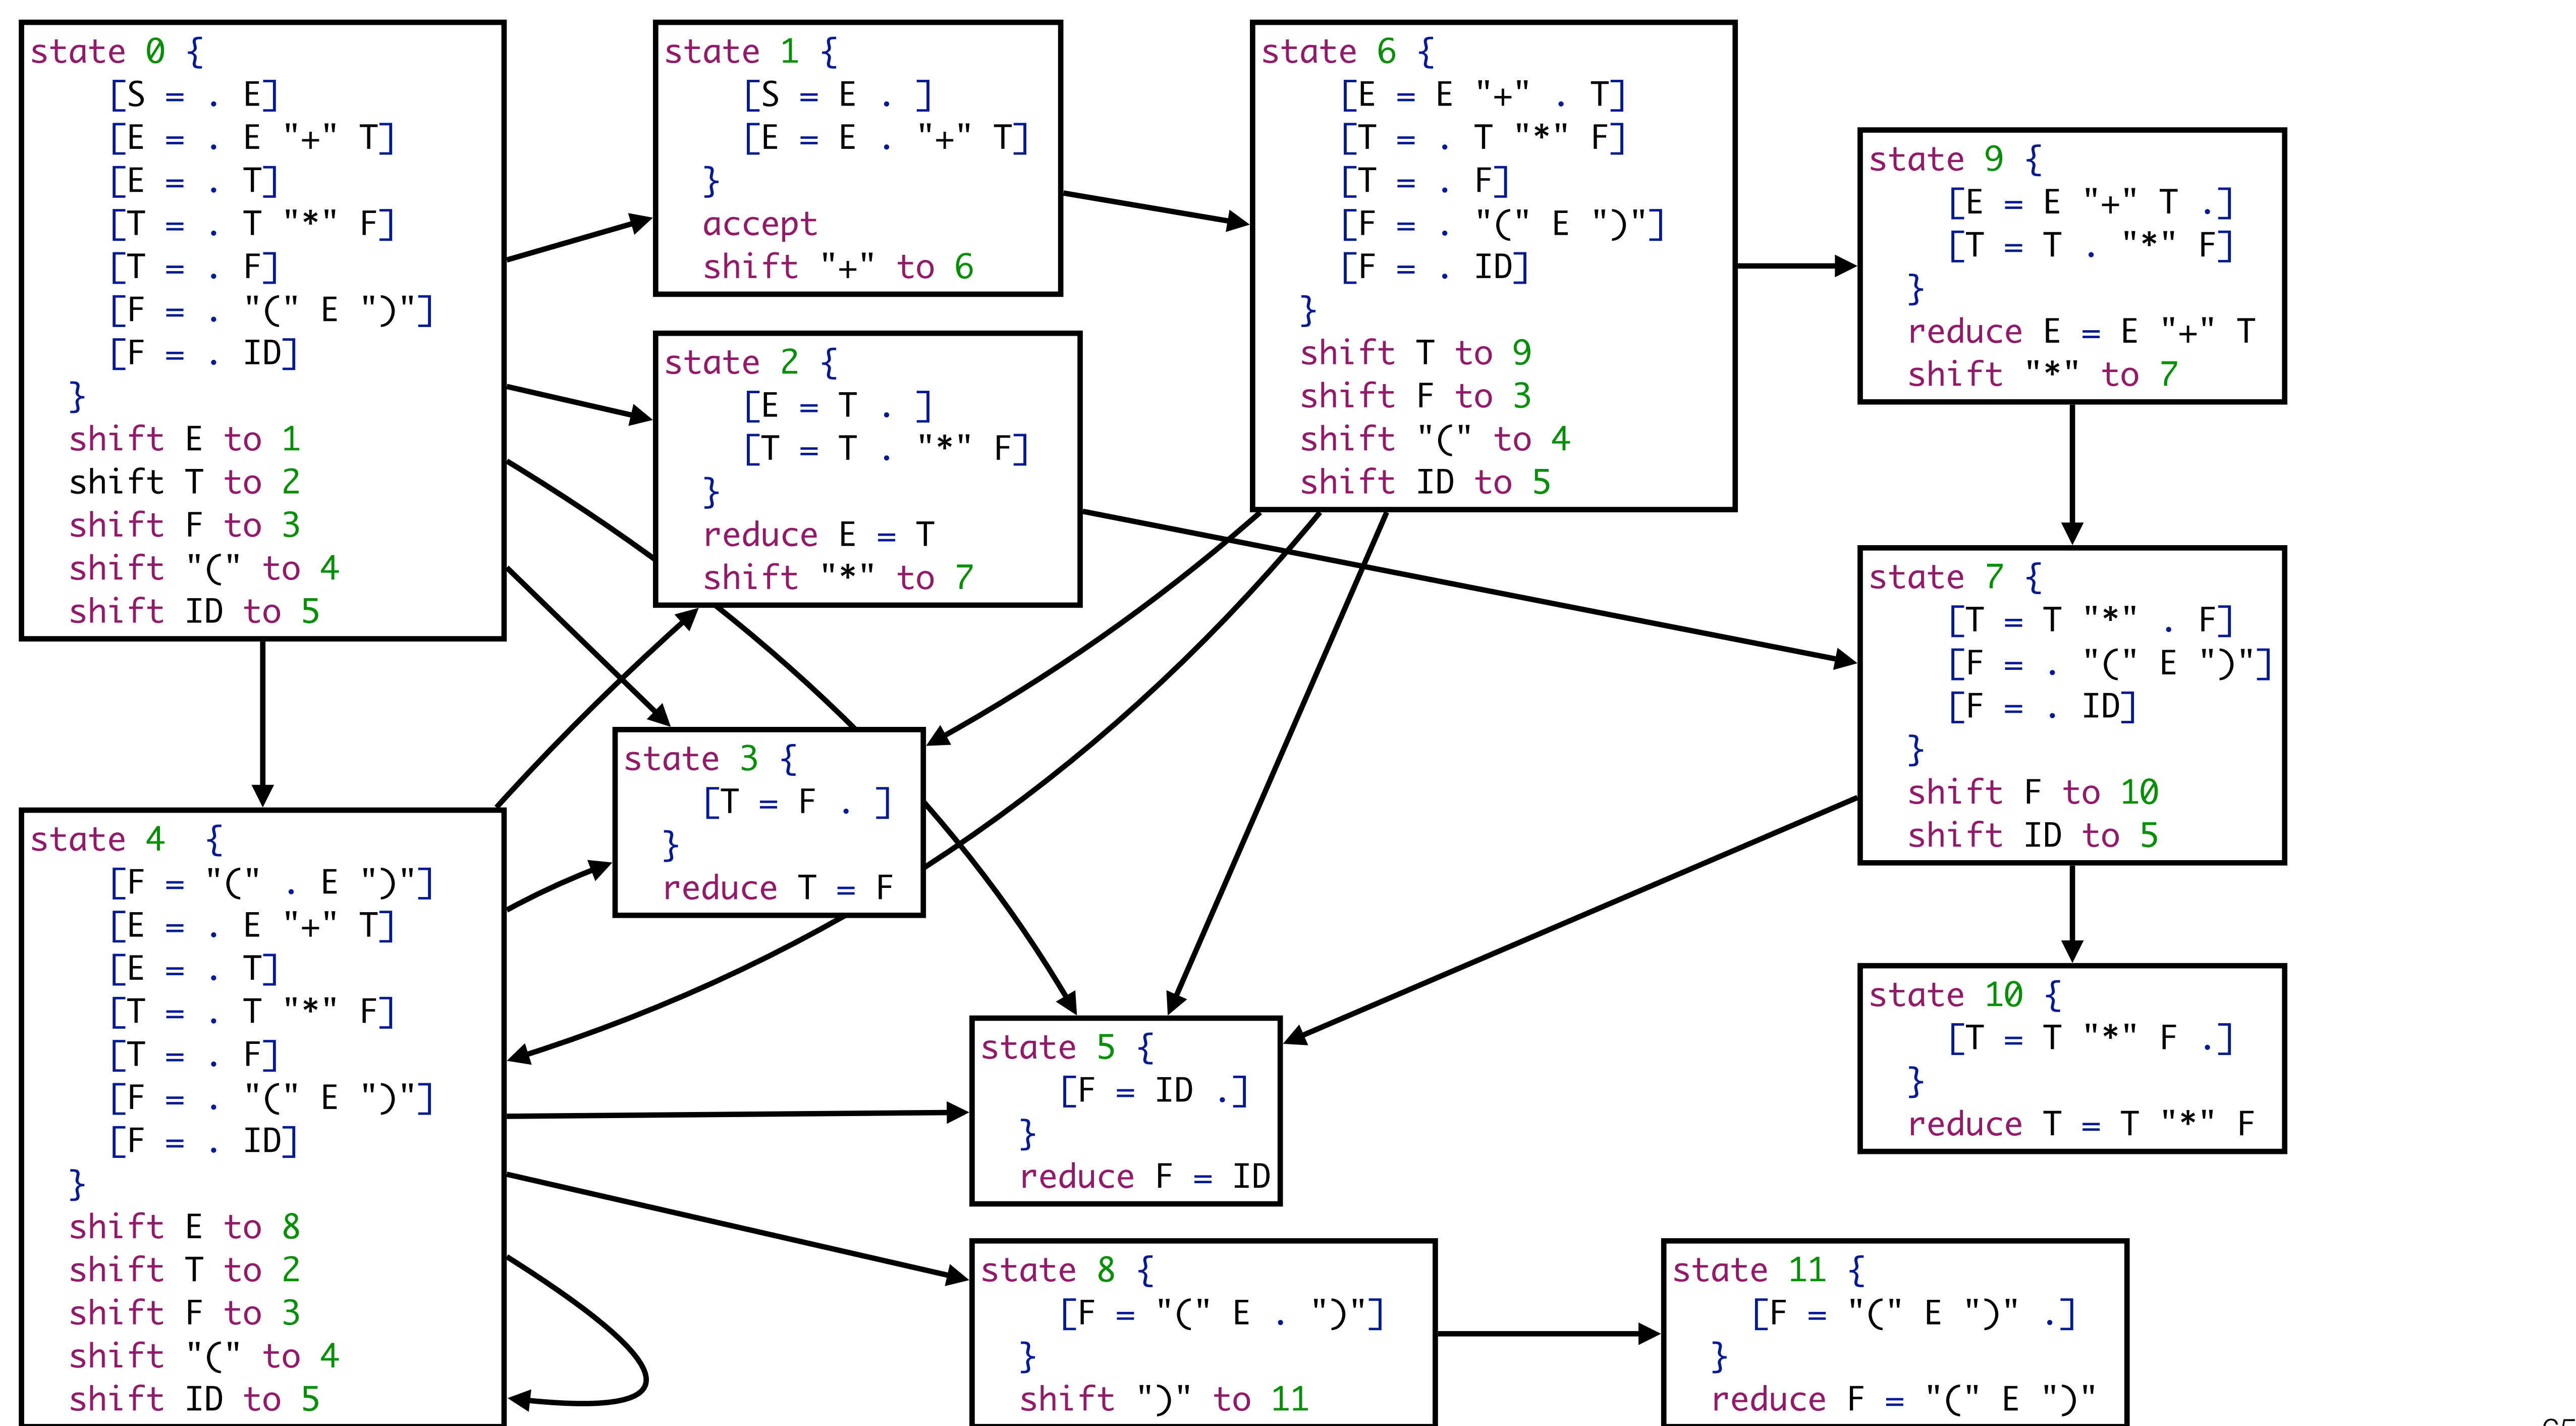 state 0 {
[S = . E]
[E = . E "+" T]
[E = . T]
[T = . T "*" F]
[T = . F]
[F = . "(" E ")"]
[F = . ID]
}
shift E to 1
shift T to 2
shift F to 3
shift "(" to 4
shift ID to 5
state 1 {
[S = E . ]
[E = E . "+" T]
}
accept
shift "+" to 6
state 2 {
[E = T . ]
[T = T . "*" F]
}
reduce E = T
shift "*" to 7
state 6 {
[E = E "+" . T]
[T = . T "*" F]
[T = . F]
[F = . "(" E ")"]
[F = . ID]
}
shift T to 9
shift F to 3
shift "(" to 4
shift ID to 5
state 9 {
[E = E "+" T .]
[T = T . "*" F]
}
reduce E = E "+" T
shift "*" to 7
state 7 {
[T = T "*" . F]
[F = . "(" E ")"]
[F = . ID]
}
shift F to 10
shift ID to 5
state 3 {
[T = F . ]
}
reduce T = F
state 4 {
[F = "(" . E ")"]
[E = . E "+" T]
[E = . T]
[T = . T "*" F]
[T = . F]
[F = . "(" E ")"]
[F = . ID]
}
shift E to 8
shift T to 2
shift F to 3
shift "(" to 4
shift ID to 5
state 5 {
[F = ID .]
}
reduce F = ID
state 10 {
[T = T "*" F .]
}
reduce T = T "*" F
state 8 {
[F = "(" E . ")"]
}
shift ")" to 11
state 11 {
[F = "(" E ")" .]
}
reduce F = "(" E ")"